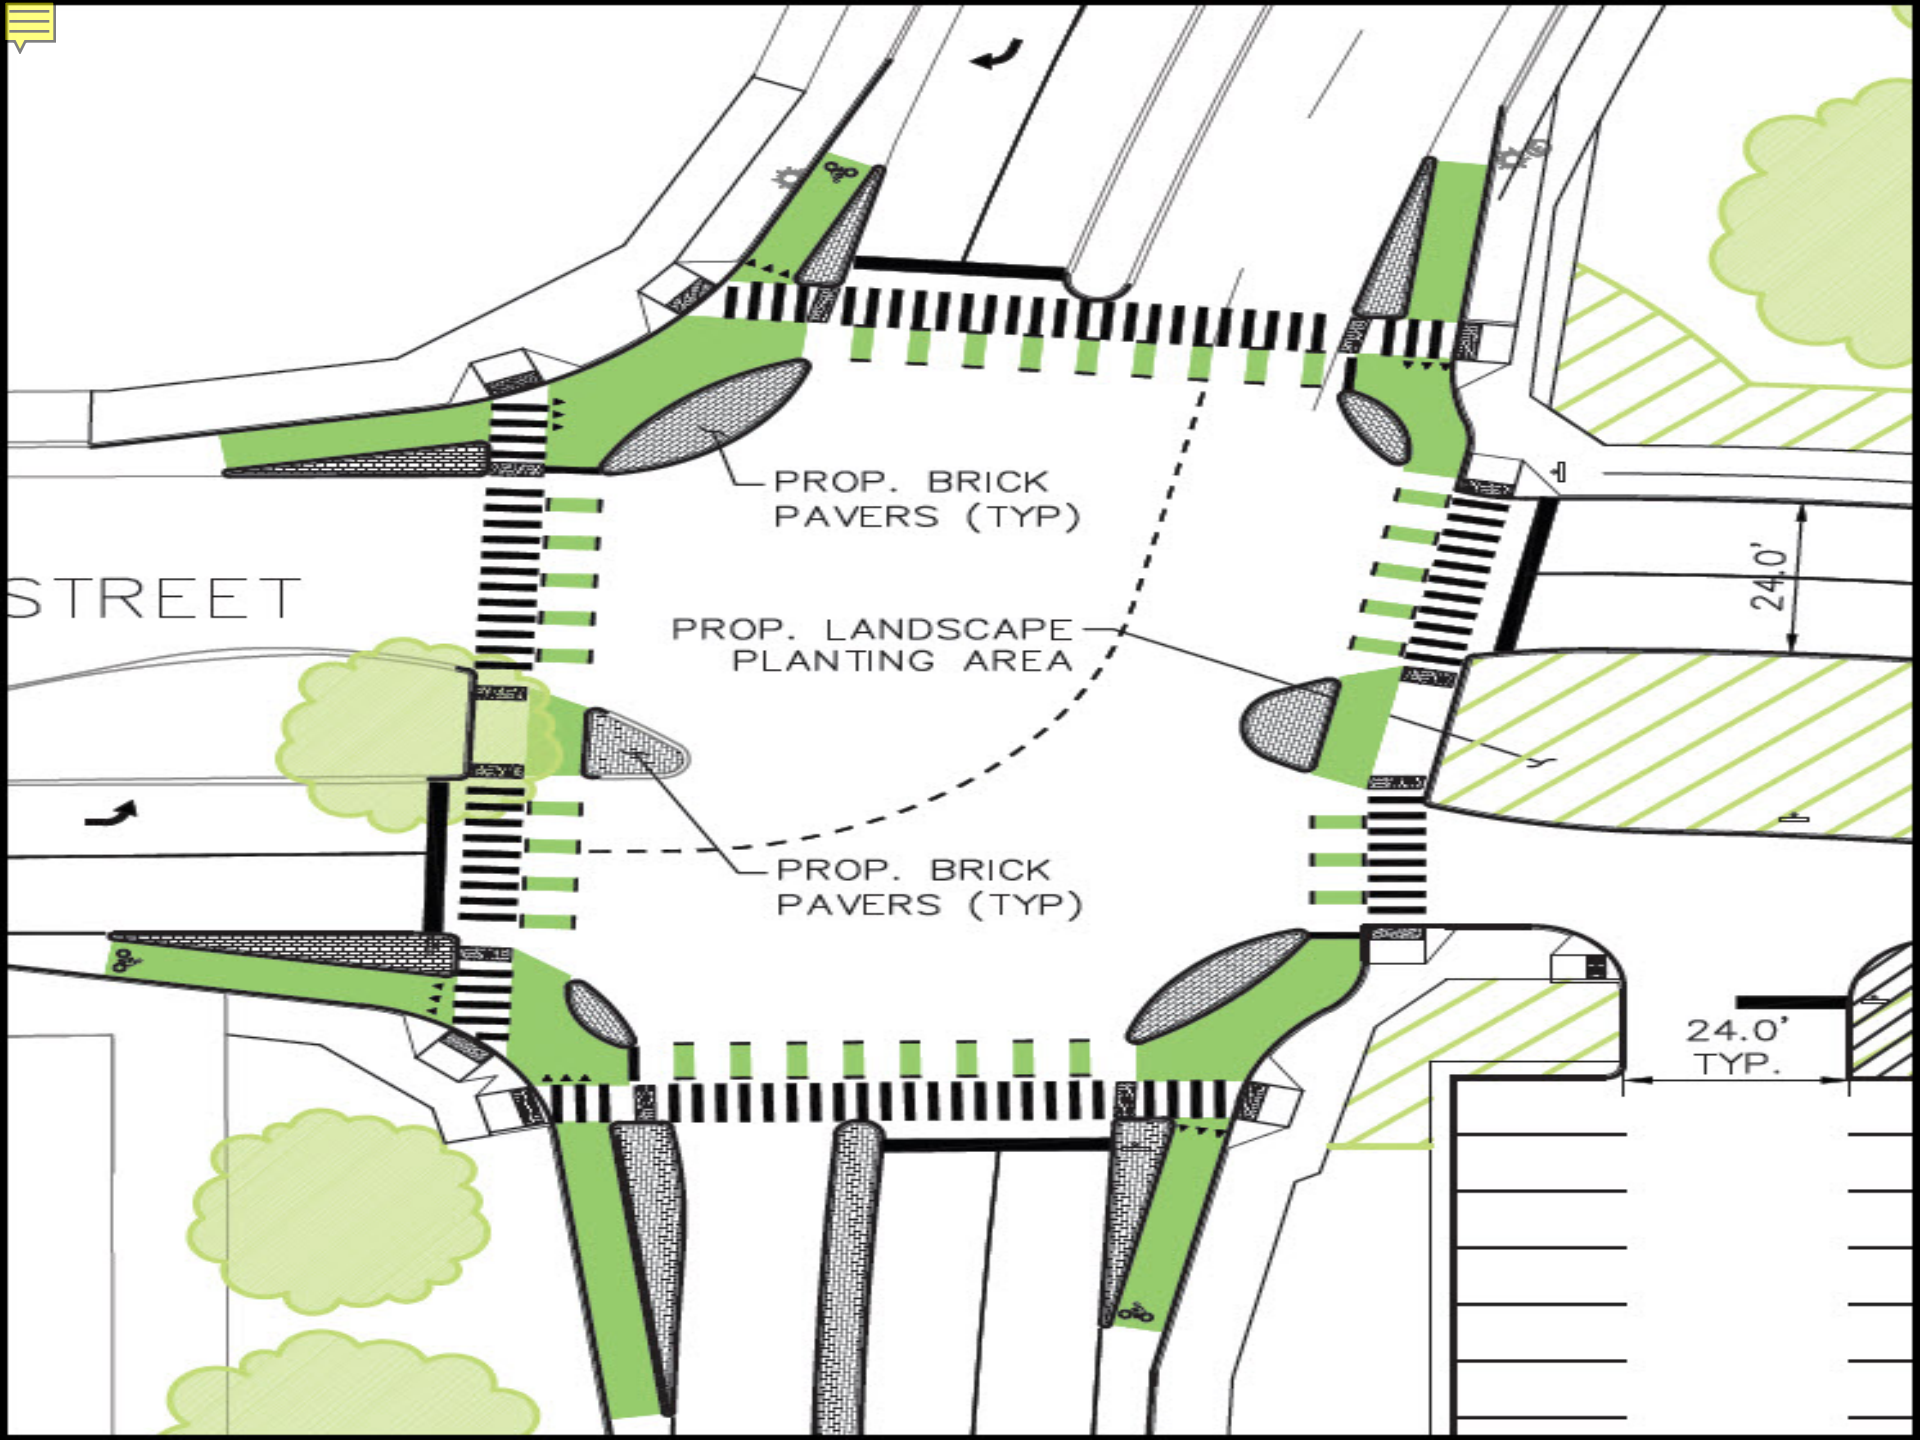 PROP. BRICK
PAVERS (TYP)
STREET
24.0'
PROP. LANDSCAPE
PLANTING AREA
PROP. BRICK
PAVERS (TYP)
24.0'
TYP.